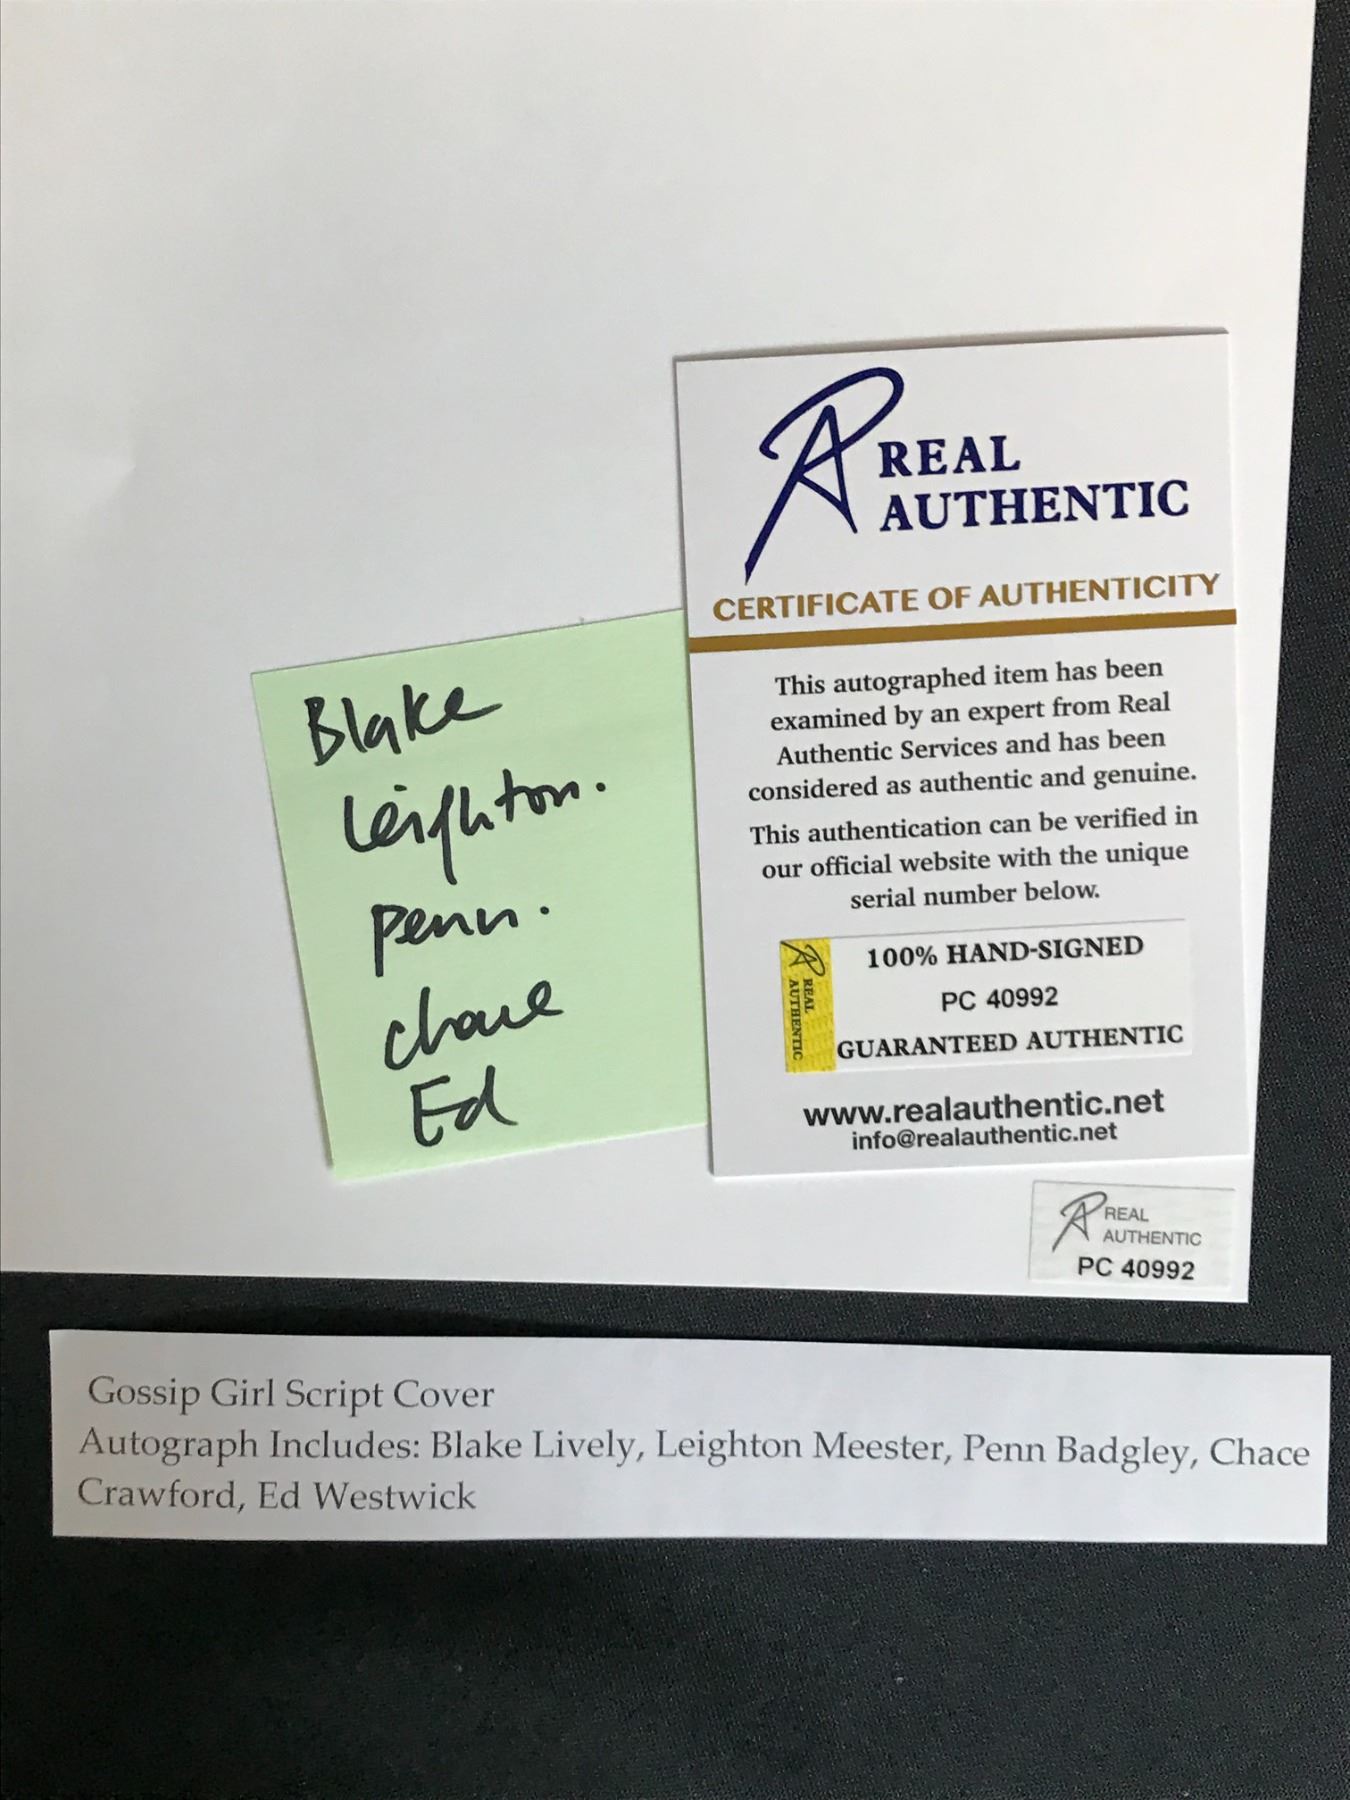 REAL
AUTHENTIC
CERTIFICATE OF AUTHENTICITY
This autographed item has been
examined by an expert from Real
Authentic Services and has been
considered as authentic and genuine.
This authentication can be verified in
our official website with the unique
serial number below.
REAL
AUTHENTIC
100% HAND-SIGNED
PC 40992
GUARANTEED AUTHENTIC
www.realauthentic.net
info@realauthentic.net
Blake
Leighton.
Penn.
Chace
Ed
REAL
AUTHENTIC
PC 40992
Gossip Girl Script Cover
Autograph Includes: Blake Lively, Leighton Meester, Penn Badgley, Chace
Crawford, Ed Westwick